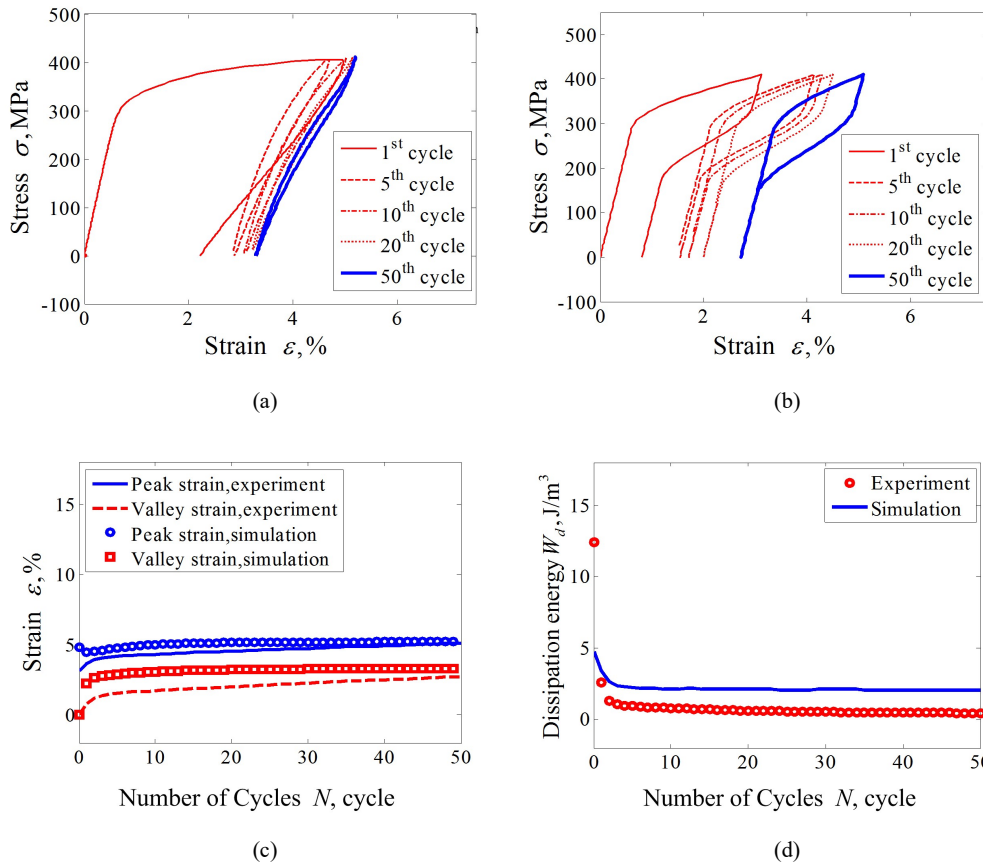 500
400
300
200
100
0
-100
0 2 4 6
Stress σ, MPa
Strain ε,%
1st cycle
5th cycle
10th cycle
20th cycle
50th cycle
(a)
500
400
300
200
100
0
-100
0 2 4 6
Stress σ, MPa
Strain ε,%
1st cycle
5th cycle
10th cycle
20th cycle
50th cycle
(b)
15
10
5
0
0 10 20 30 40 50
Strain ε,%
Peak strain,experiment
Valley strain,experiment
Peak strain,simulation
Valley strain,simulation
Number of Cycles N, cycle
(c)
15
10
5
0
0 10 20 30 40 50
Dissipation energy Wd, J/m3
Experiment
Simulation
Number of Cycles N, cycle
(d)